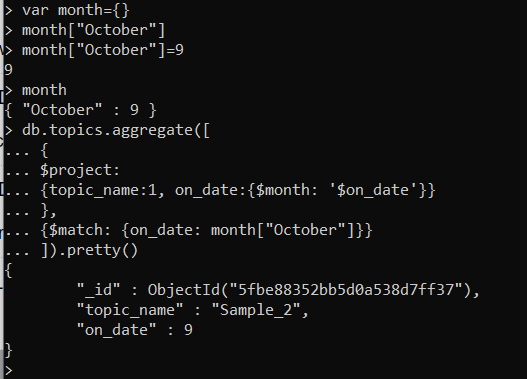 > var month={}
> month["October"]
> month["October"]=9
9
> month
{ "October" : 9 }
> db.topics.aggregate([
... {
... $project:
... {topic_name:1, on_date:{$month: '$on_date'}}
... },
... {$match: {on_date: month["October"]}}
... ]).pretty()
{
        "_id" : ObjectId("5fbe88352bb5d0a538d7ff37"),
        "topic_name" : "Sample_2",
        "on_date" : 9
}
>